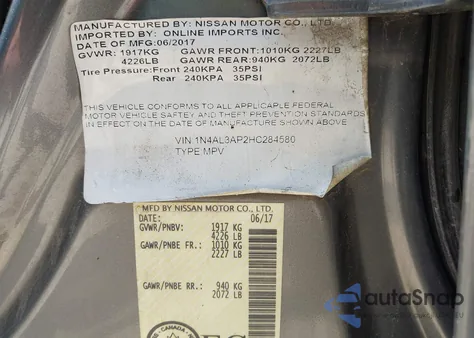 MANUFACTURED BY: NISSAN MOTOR CO., LTD.
IMPORTED BY: ONLINE IMPORTS INC.
DATE OF MFG:06/2017
GVWR: 1917KG GAWR FRONT:1010KG 2227LB
4226LB GAWR REAR:940KG 2072LB
Tire Pressure:Front 240KPA 35PSI
Rear 240KPA 35PSI
THIS VEHICLE CONFORMS TO ALL APPLICABLE FEDERAL
MOTOR VEHICLE SAFTEY AND THEFT PREVENTION STANDARDS
IN EFFECT ON THE DATE OF MANUFACTURE SHOWN ABOVE
VIN:1N4AL3AP2HC284580
TYPE MPV
MFD BY NISSAN MOTOR CO., LTD.
DATE: 06/17
GVWR/PNBV: 1917 KG
4226 LB
GAWR/PNBE FR.: 1010 KG
2227 LB
GAWR/PNBE RR.: 940 KG
2072 LB
CANADA
autoSnap